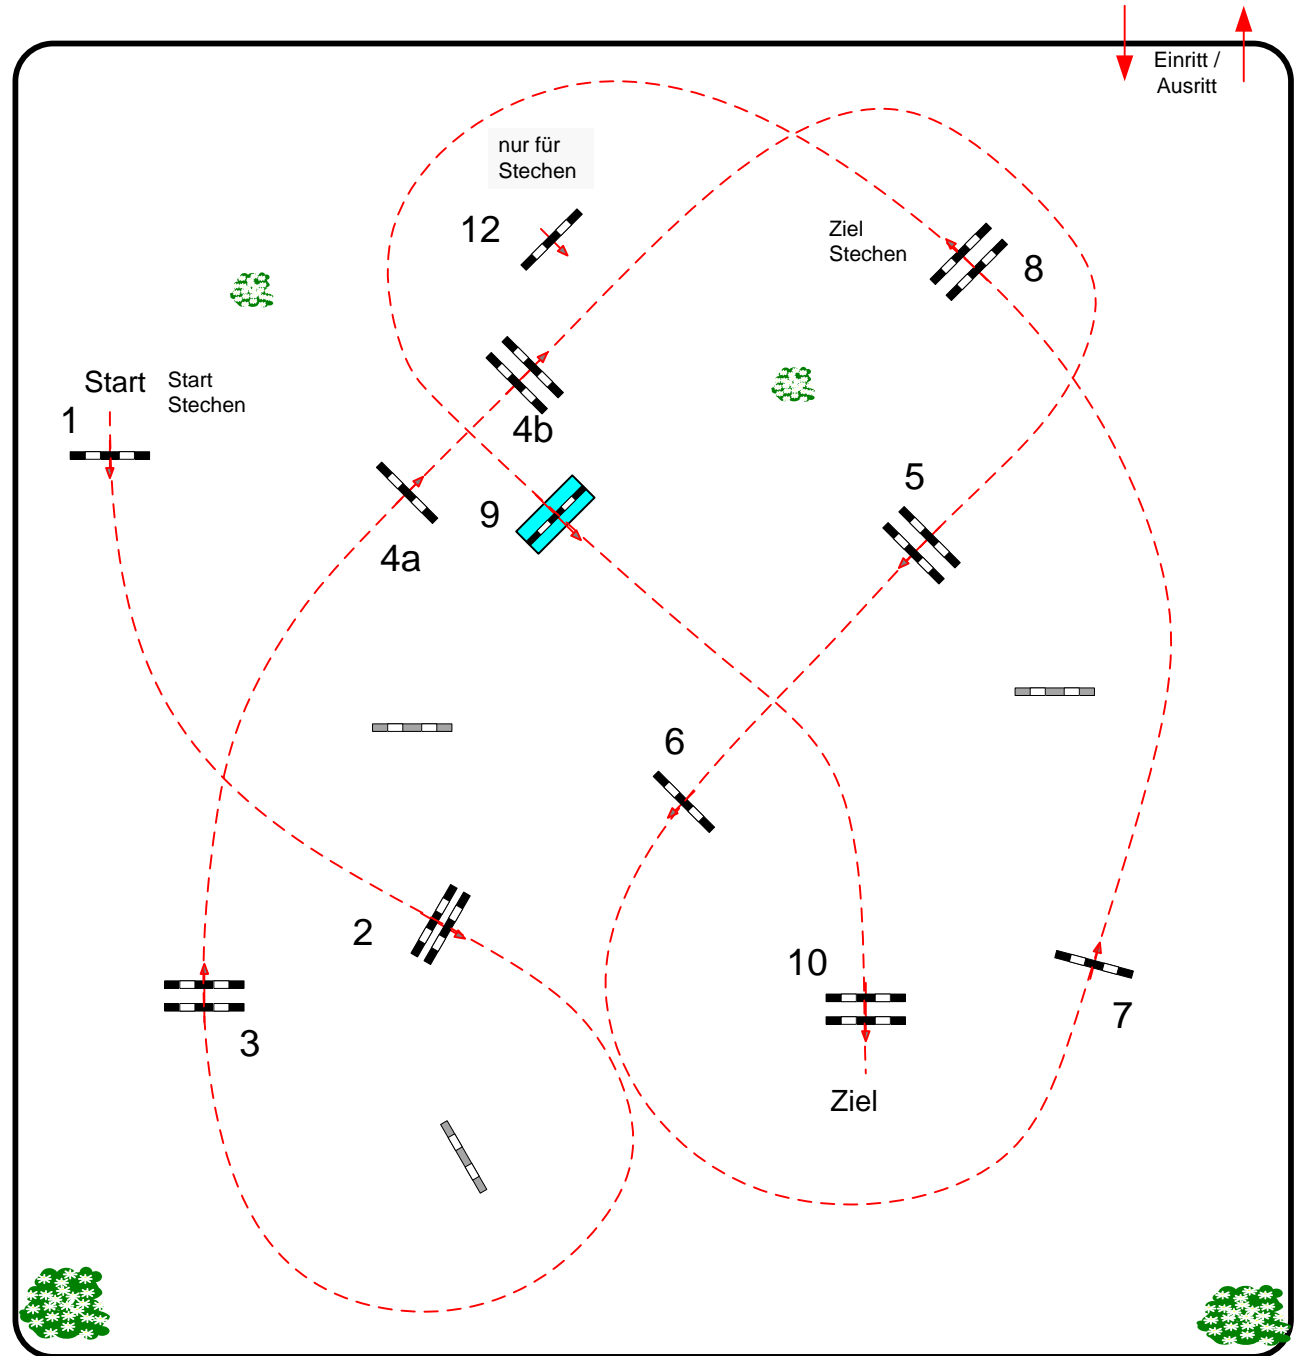 Einritt /
Ausritt
nur für
Stechen
12
Ziel
Stechen
8
Start
Start
Stechen
1
4b
5
9
4a
6
2
10
7
3
Ziel